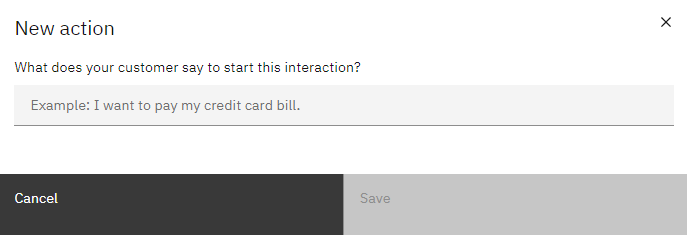 New action
What does your customer say to start this interaction?
Example: I want to pay my credit card bill.
Cancel
Save